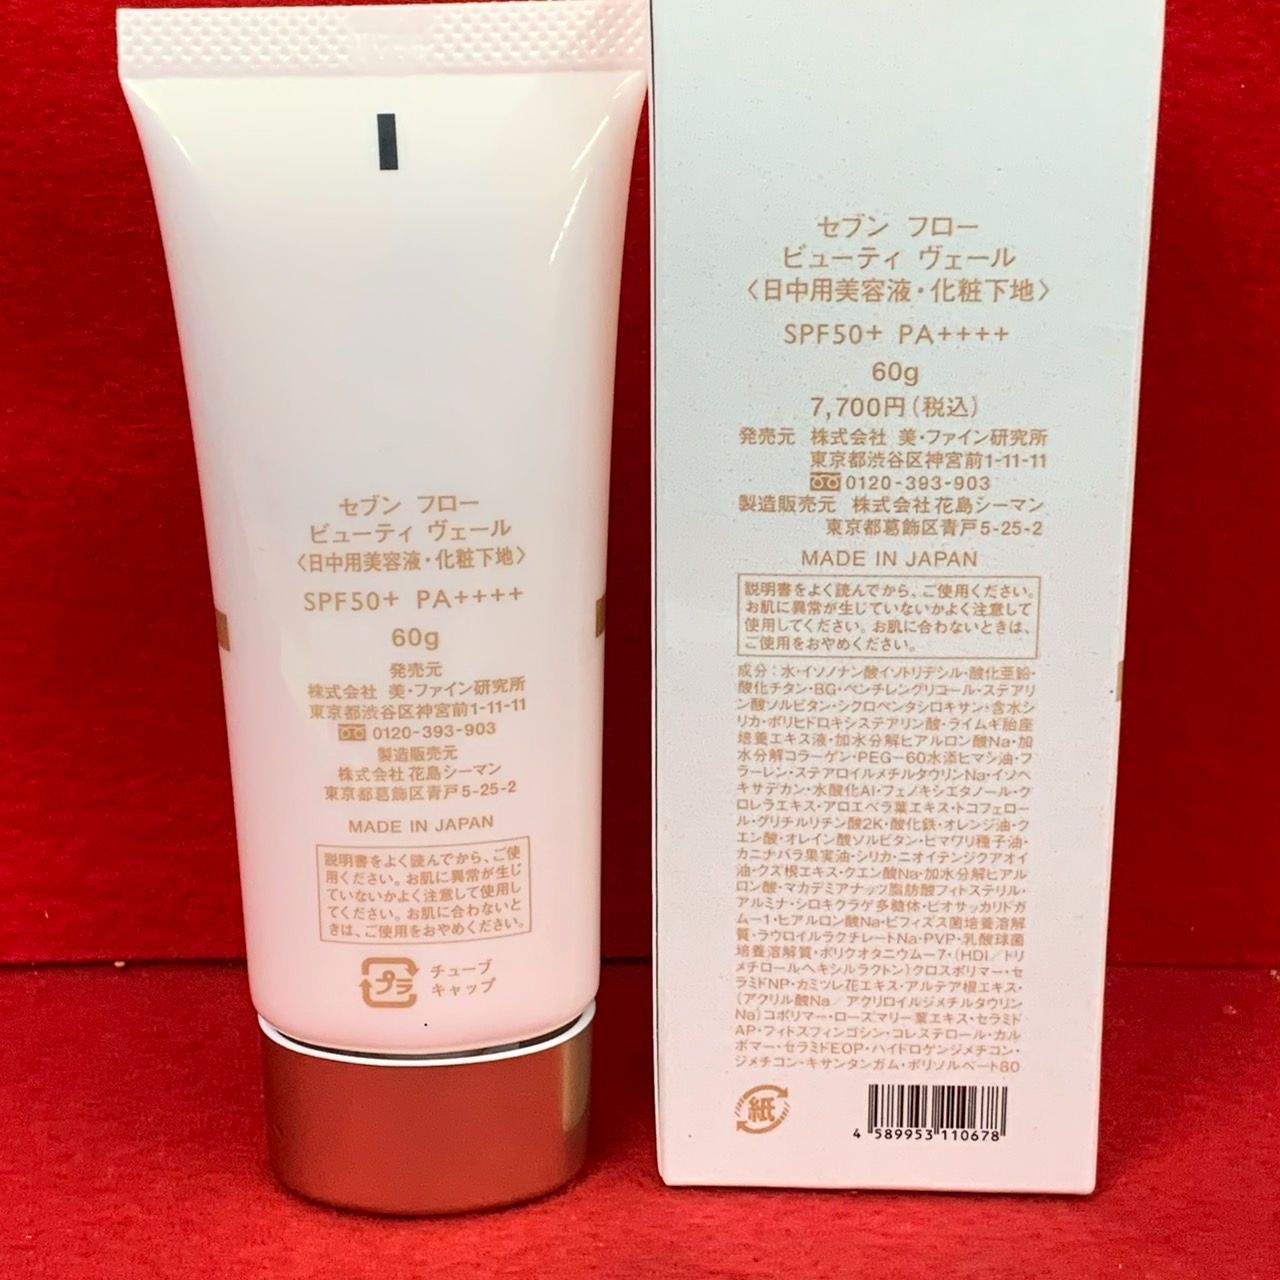 セブン フロー
ビューティ ヴェール
〈日中用美容液・化粧下地〉
SPF50+ PA++++
60g
発売元
株式会社 美・ファイン研究所
東京都渋谷区神宮前1-11-11
0120-393-903
製造販売元
株式会社 花島シーマン
東京都葛飾区青戸5-25-2
MADE IN JAPAN
説明書をよく読んでから、ご使
用ください。お肌に異常が生じ
ていないかよく注意して使用し
てください。お肌に合わないと
きは、ご使用をおやめください。
プラ
チューブ
キャップ
セブン フロー
ビューティ ヴェール
〈日中用美容液・化粧下地〉
SPF50+ PA++++
60g
7,700円(税込)
発売元 株式会社 美・ファイン研究所
東京都渋谷区神宮前1-11-11
0120-393-903
製造販売元 株式会社 花島シーマン
東京都葛飾区青戸5-25-2
MADE IN JAPAN
説明書をよく読んでから、ご使用ください。
お肌に異常が生じていないかよく注意して
使用してください。お肌に合わないときは、
ご使用をおやめください。
成分：水・イソノナン酸イソトリデシル・酸化亜鉛・
酸化チタン・BG・ペンチレングリコール・ステアリ
ン酸ソルビタン・シクロペンタシロキサン・含水シ
リカ・ポリヒドロキシステアリン酸・ライムギ胎座
培養エキス液・加水分解ヒアルロン酸Na・加
水分解コラーゲン・PEG-60水添ヒマシ油・フ
ラーレン・ステアロイルメチルタウリンNa・イソヘ
キサデカン・水酸化Al・フェノキシエタノール・ク
ロレラエキス・アロエベラ葉エキス・トコフェロー
ル・グリチルリチン酸2K・酸化鉄・オレンジ油・ク
エン酸・オレイン酸ソルビタン・ヒマワリ種子油・
カニナバラ果実油・シリカ・ニオイテンジクアオイ
油・クズ根エキス・クエン酸Na・加水分解ヒアル
ロン酸・マカデミアナッツ脂肪酸フィトステリル・
アルミナ・シロキクラゲ多糖体・ビオサッカリドガ
ム-1・ヒアルロン酸Na・ビフィズス菌培養溶解
質・ラウロイルラクチレートNa・PVP・乳酸球菌
培養溶解質・ポリクオタニウム-7・(HDI／トリ
メチロールヘキシルラクトン)クロスポリマー・セ
ラミドNP・カミツレ花エキス・アルテア根エキス・
(アクリル酸Na／アクリロイルジメチルタウリン
Na)コポリマー・ローズマリー葉エキス・セラミド
AP・フィトスフィンゴシン・コレステロール・カル
ボマー・セラミドEOP・ハイドロゲンジメチコン・
ジメチコン・キサンタンガム・ポリソルベート80
紙
4 589953 110678